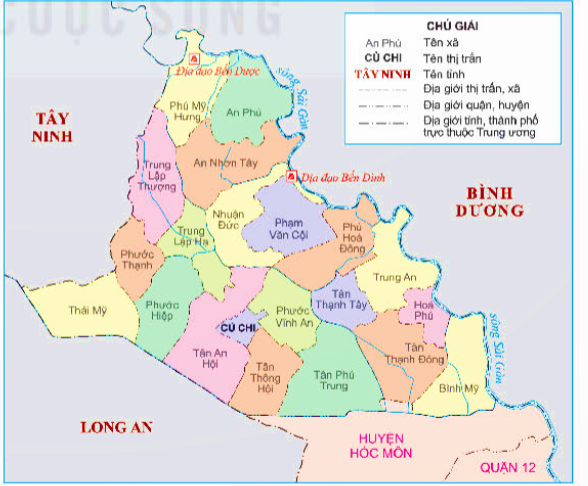 CUỘC SỐNG
CHÚ GIẢI
An Phú Tên xã
CỦ CHI Tên thị trấn
TÂY NINH Tên tỉnh
Địa giới thị trấn, xã
Địa giới quận, huyện
Địa giới tỉnh, thành phố
trực thuộc Trung ương
Địa đạo Bến Dược
sông Sài Gòn
TÂY
NINH
Phú Mỹ
Hưng
An Phú
An Nhơn Tây
Trung
Lập
Thượng
Địa đạo Bến Đình
BÌNH
DƯƠNG
Nhuận
Đức
Phạm
Văn Cội
Phú
Hoà
Đông
Trung
Lập Hạ
Phước
Thạnh
Trung An
Thái Mỹ
Phước
Hiệp
Tân
Thạnh Tây
Hoà
Phú
Phước
Vĩnh An
CỦ CHI
sông Sài Gòn
Tân An
Hội
Tân
Thông
Hội
Tân Phú
Trung
Tân
Thạnh Đông
Bình Mỹ
LONG AN
HUYỆN
HÓC MÔN
QUẬN 12